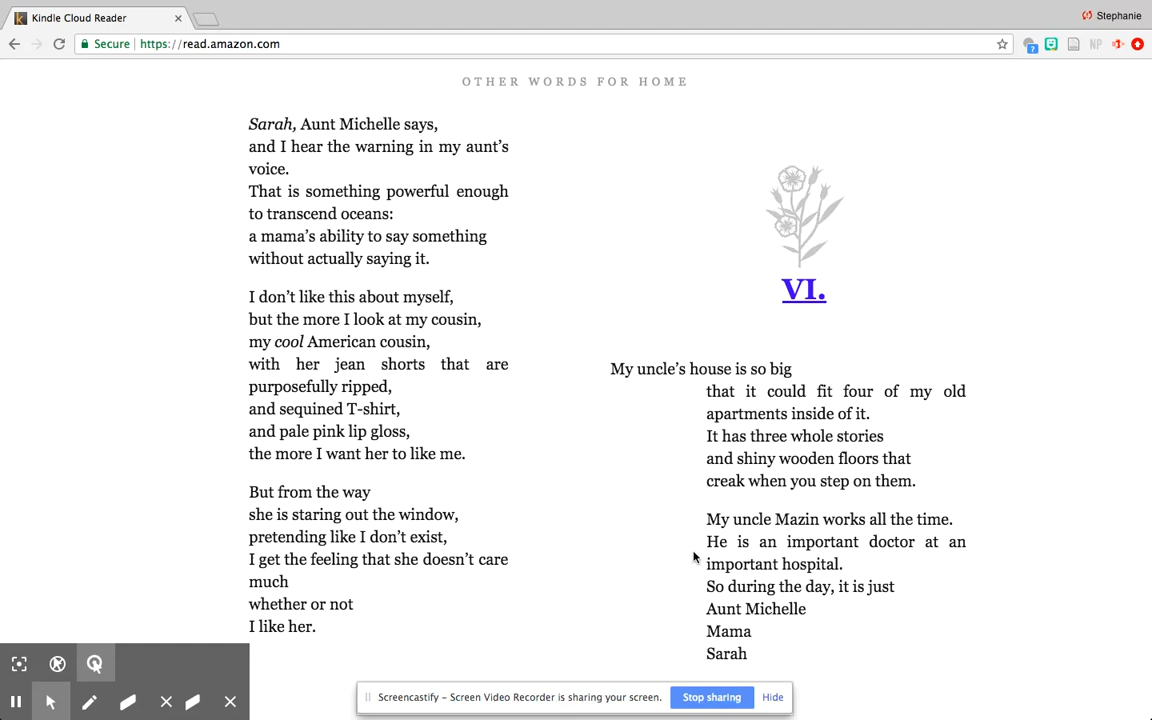 Kindle Cloud Reader
Stephanie
Secure https://read.amazon.com
OTHER WORDS FOR HOME
Sarah, Aunt Michelle says,
and I hear the warning in my aunt's
voice.
That is something powerful enough
to transcend oceans:
a mama's ability to say something
without actually saying it.
I don't like this about myself,
but the more I look at my cousin,
my cool American cousin,
with her jean shorts that are
purposefully ripped,
and sequined T-shirt,
and pale pink lip gloss,
the more I want her to like me.
But from the way
she is staring out the window,
pretending like I don't exist,
I get the feeling that she doesn't care
much
whether or not
I like her.
VI.
My uncle's house is so big
that it could fit four of my old
apartments inside of it.
It has three whole stories
and shiny wooden floors that
creak when you step on them.
My uncle Mazin works all the time.
He is an important doctor at an
important hospital.
So during the day, it is just
Aunt Michelle
Mama
Sarah
Screencastify – Screen Video Recorder is sharing your screen.
Stop sharing
Hide